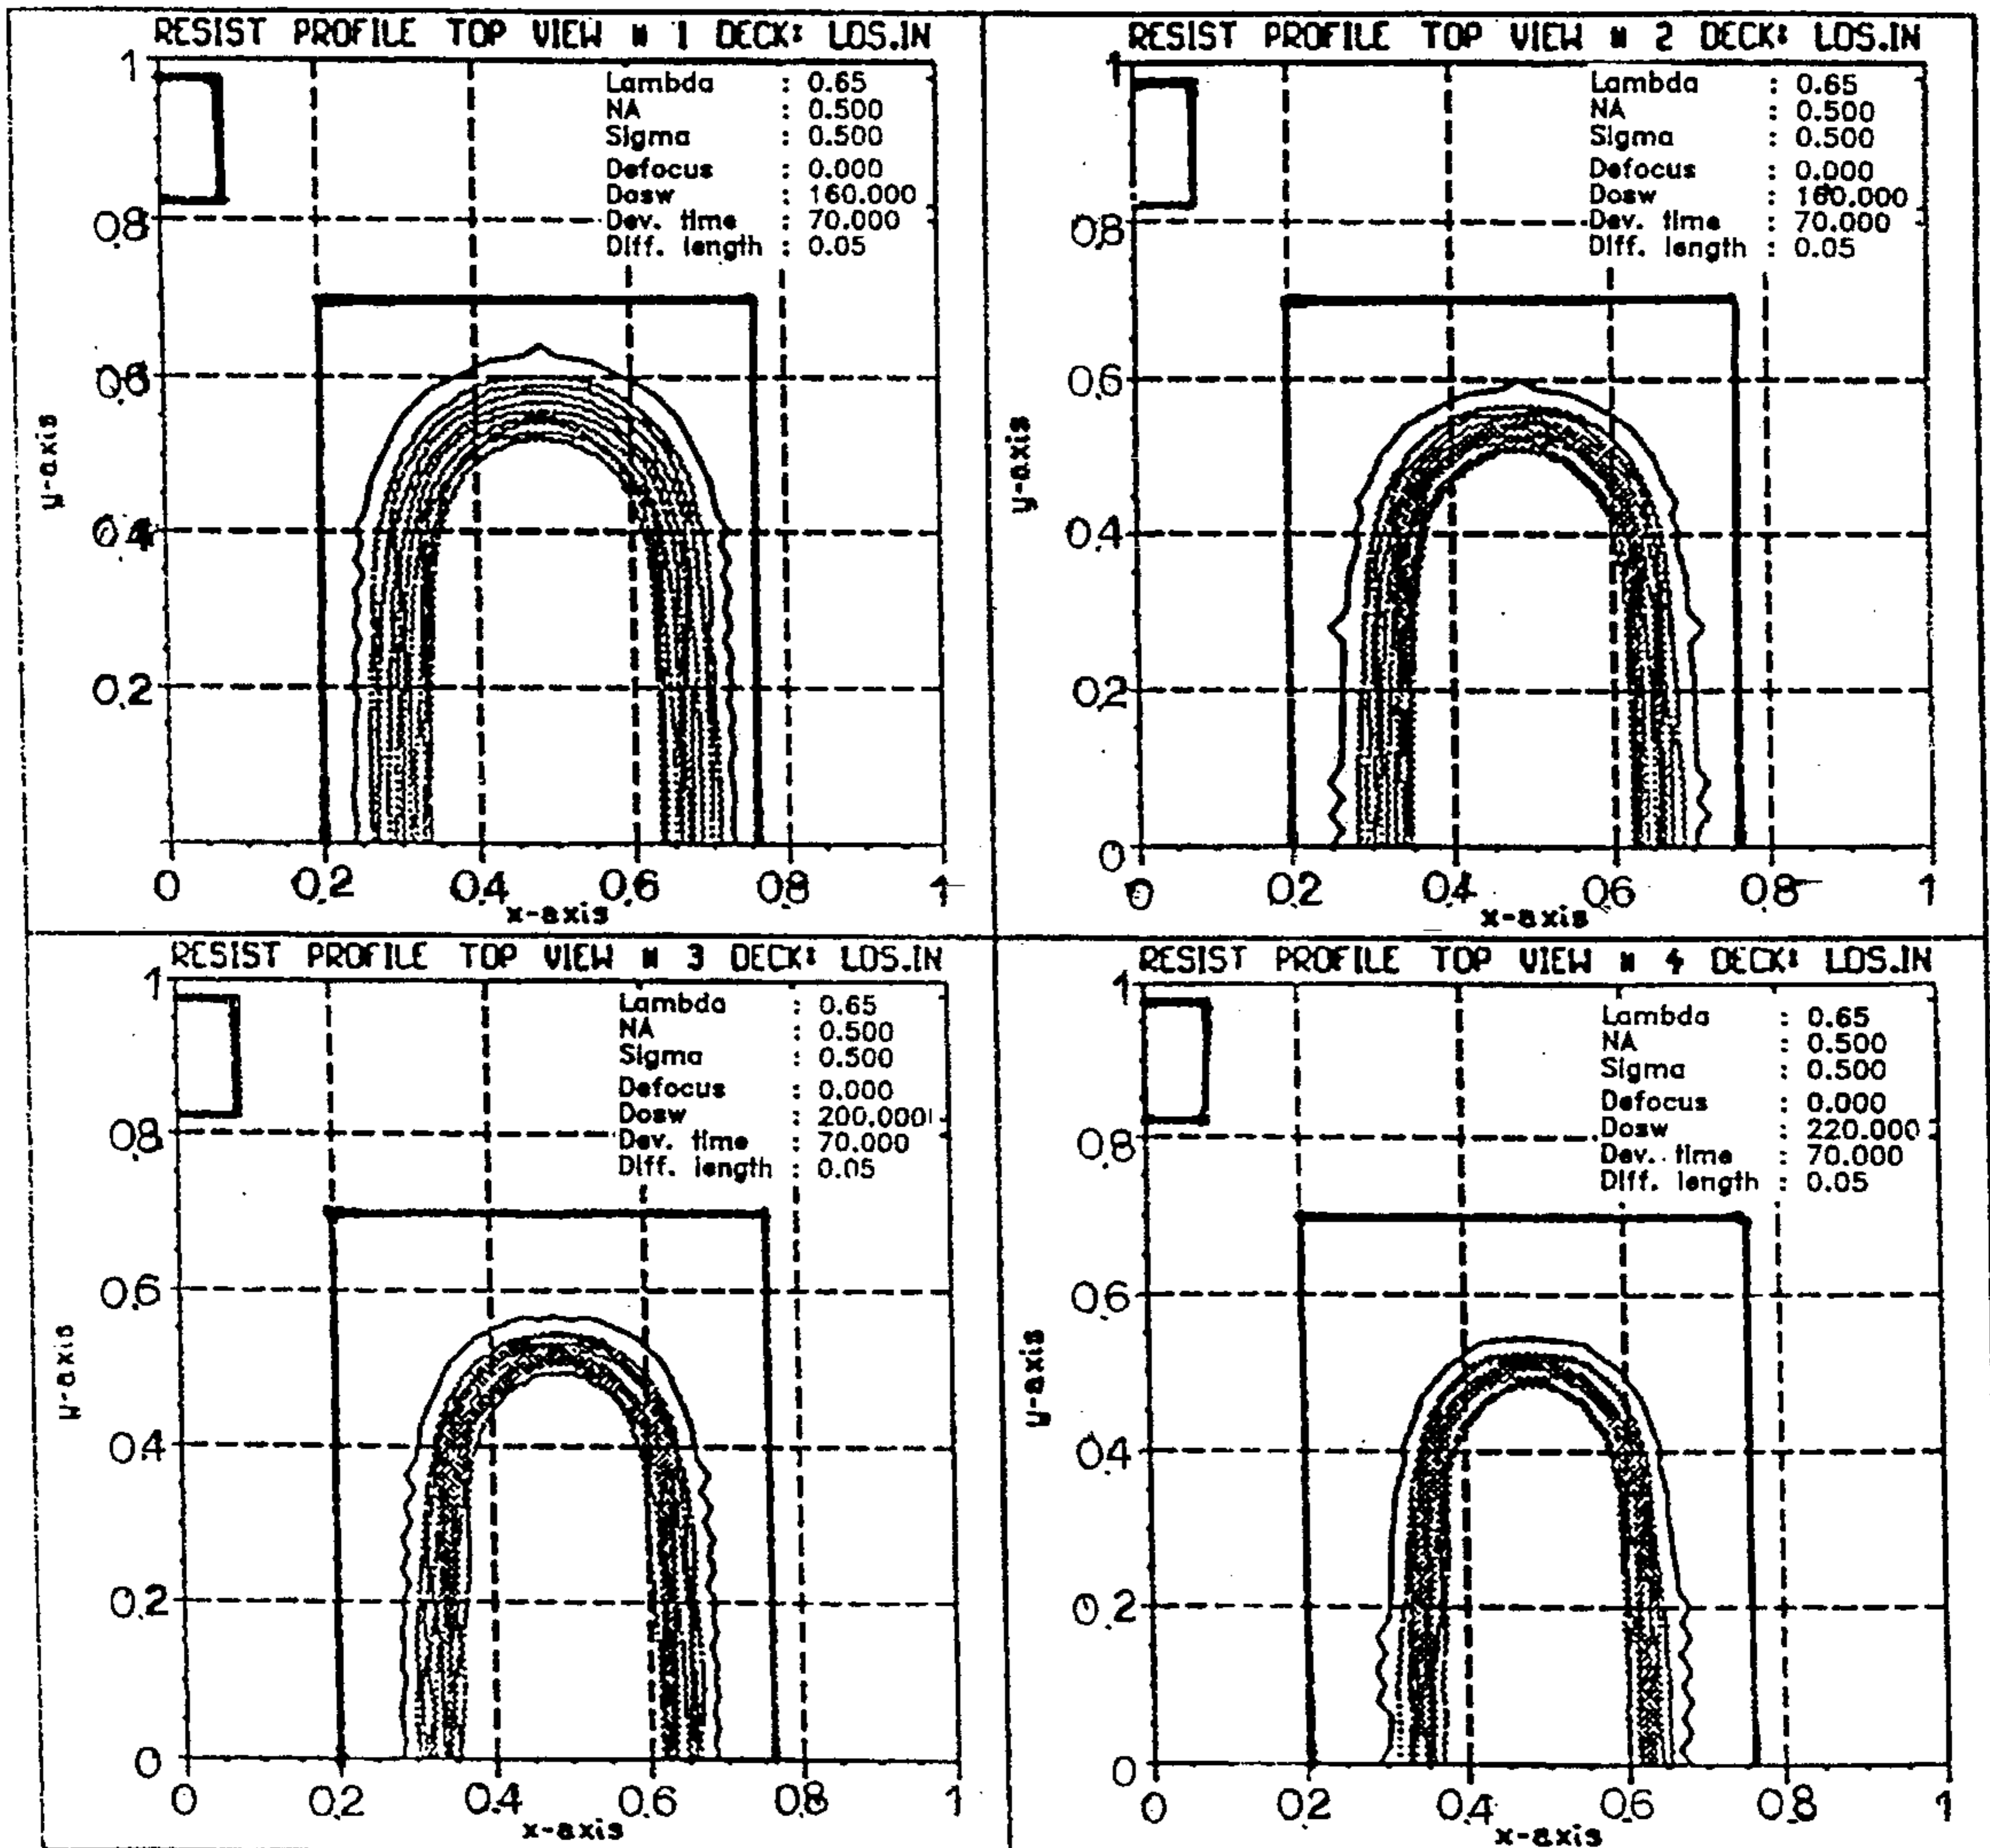 RESIST PROFILE TOP VIEW # 1 DECK: LOS.IN
1
Lambda : 0.65
NA : 0.500
Sigma : 0.500
Defocus : 0.000
Dosw : 160.000
Dev. time : 70.000
Diff. length : 0.05
0.8
0.6
0.4
0.2
y-axis
0 0.2 0.4 0.6 0.8 1
x-axis
RESIST PROFILE TOP VIEW # 2 DECK: LOS.IN
1
Lambda : 0.65
NA : 0.500
Sigma : 0.500
Defocus : 0.000
Dosw : 160.000
Dev. time : 70.000
Diff. length : 0.05
0.8
0.6
0.4
0.2
0
y-axis
0 0.2 0.4 0.6 0.8 1
x-axis
RESIST PROFILE TOP VIEW # 3 DECK: LOS.IN
1
Lambda : 0.65
NA : 0.500
Sigma : 0.500
Defocus : 0.000
Dosw : 200.000
Dev. time : 70.000
Diff. length : 0.05
0.8
0.6
0.4
0.2
0
y-axis
0 0.2 0.4 0.6 0.8 1
x-axis
RESIST PROFILE TOP VIEW # 4 DECK: LOS.IN
1
Lambda : 0.65
NA : 0.500
Sigma : 0.500
Defocus : 0.000
Dosw : 220.000
Dev. time : 70.000
Diff. length : 0.05
0.8
0.6
0.4
0.2
0
y-axis
0 0.2 0.4 0.6 0.8 1
x-axis